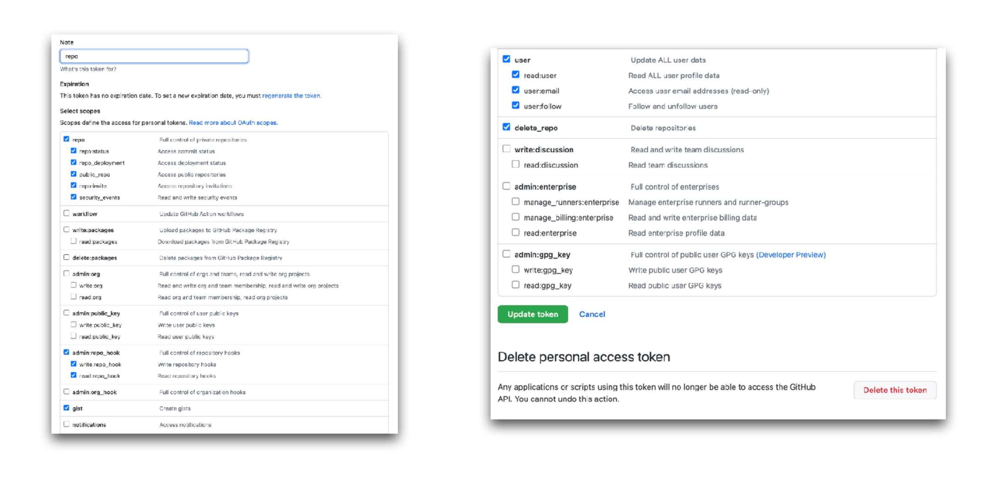 Note
repo
What's this token for?
Expiration
This token has no expiration date. To set a new expiration date, you must regenerate the token.
Select scopes
Scopes define the access for personal tokens. Read more about OAuth scopes.
repo Full control of private repositories
repo:status Access commit status
repo_deployment Access deployment status
public_repo Access public repositories
repo:invite Access repository invitations
security_events Read and write security events
workflow Update GitHub Action workflows
write:packages Upload packages to GitHub Package Registry
read:packages Download packages from GitHub Package Registry
delete:packages Delete packages from GitHub Package Registry
admin:org Full control of orgs and teams, read and write org projects
write:org Read and write org and team membership, read and write org projects
read:org Read org and team membership, read org projects
admin:public_key Full control of user public keys
write:public_key Write user public keys
read:public_key Read user public keys
admin:repo_hook Full control of repository hooks
write:repo_hook Write repository hooks
read:repo_hook Read repository hooks
admin:org_hook Full control of organization hooks
gist Create gists
notifications Access notifications
user Update ALL user data
read:user Read ALL user profile data
user:email Access user email addresses (read-only)
user:follow Follow and unfollow users
delete_repo Delete repositories
write:discussion Read and write team discussions
read:discussion Read team discussions
admin:enterprise Full control of enterprises
manage_runners:enterprise Manage enterprise runners and runner-groups
manage_billing:enterprise Read and write enterprise billing data
read:enterprise Read enterprise profile data
admin:gpg_key Full control of public user GPG keys (Developer Preview)
write:gpg_key Write public user GPG keys
read:gpg_key Read public user GPG keys
Update token Cancel
Delete personal access token
Any applications or scripts using this token will no longer be able to access the GitHub
API. You cannot undo this action.
Delete this token